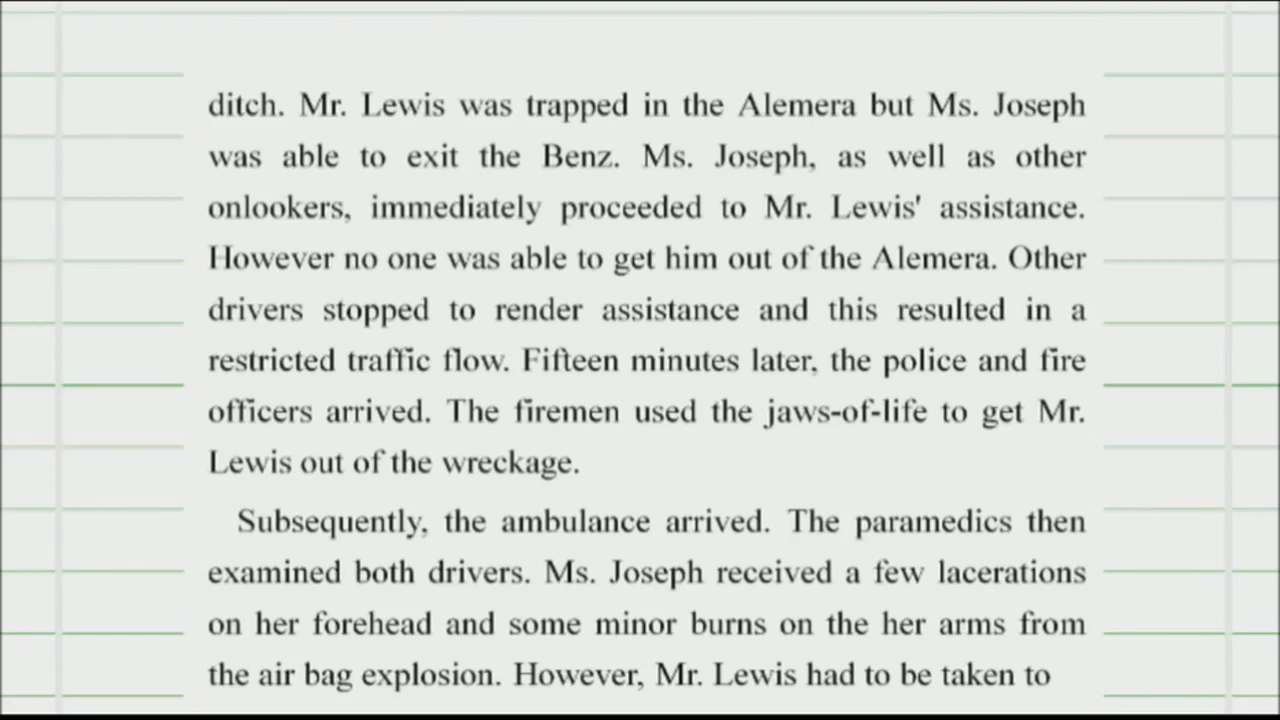 ditch. Mr. Lewis was trapped in the Alemera but Ms. Joseph
was able to exit the Benz. Ms. Joseph, as well as other
onlookers, immediately proceeded to Mr. Lewis' assistance.
However no one was able to get him out of the Alemera. Other
drivers stopped to render assistance and this resulted in a
restricted traffic flow. Fifteen minutes later, the police and fire
officers arrived. The firemen used the jaws-of-life to get Mr.
Lewis out of the wreckage.
Subsequently, the ambulance arrived. The paramedics then
examined both drivers. Ms. Joseph received a few lacerations
on her forehead and some minor burns on the her arms from
the air bag explosion. However, Mr. Lewis had to be taken to